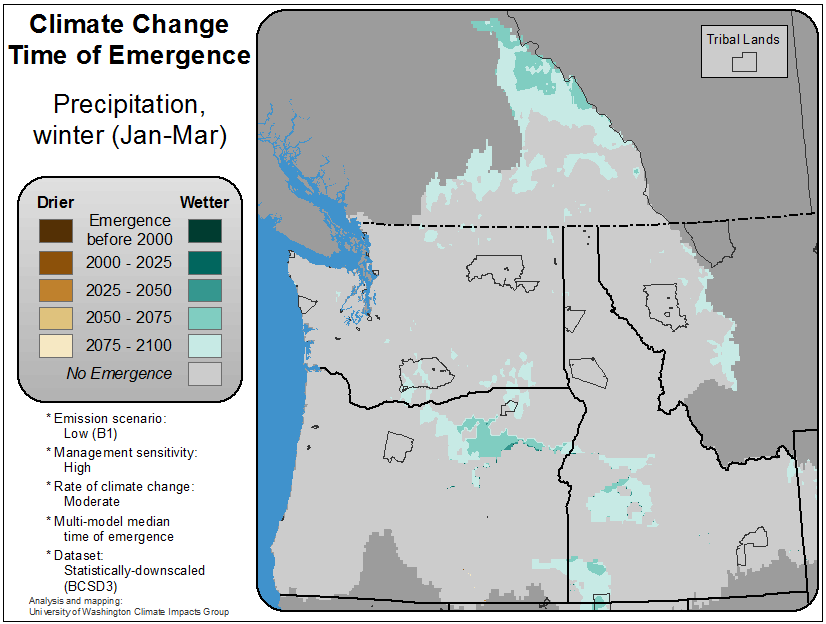 Climate Change
Time of Emergence
Precipitation,
winter (Jan-Mar)
Drier
Wetter
Emergence
before 2000
2000 - 2025
2025 - 2050
2050 - 2075
2075 - 2100
No Emergence
* Emission scenario:
Low (B1)
* Management sensitivity:
High
* Rate of climate change:
Moderate
* Multi-model median
time of emergence
* Dataset:
Statistically-downscaled
(BCSD3)
Analysis and mapping:
University of Washington Climate Impacts Group
Tribal Lands